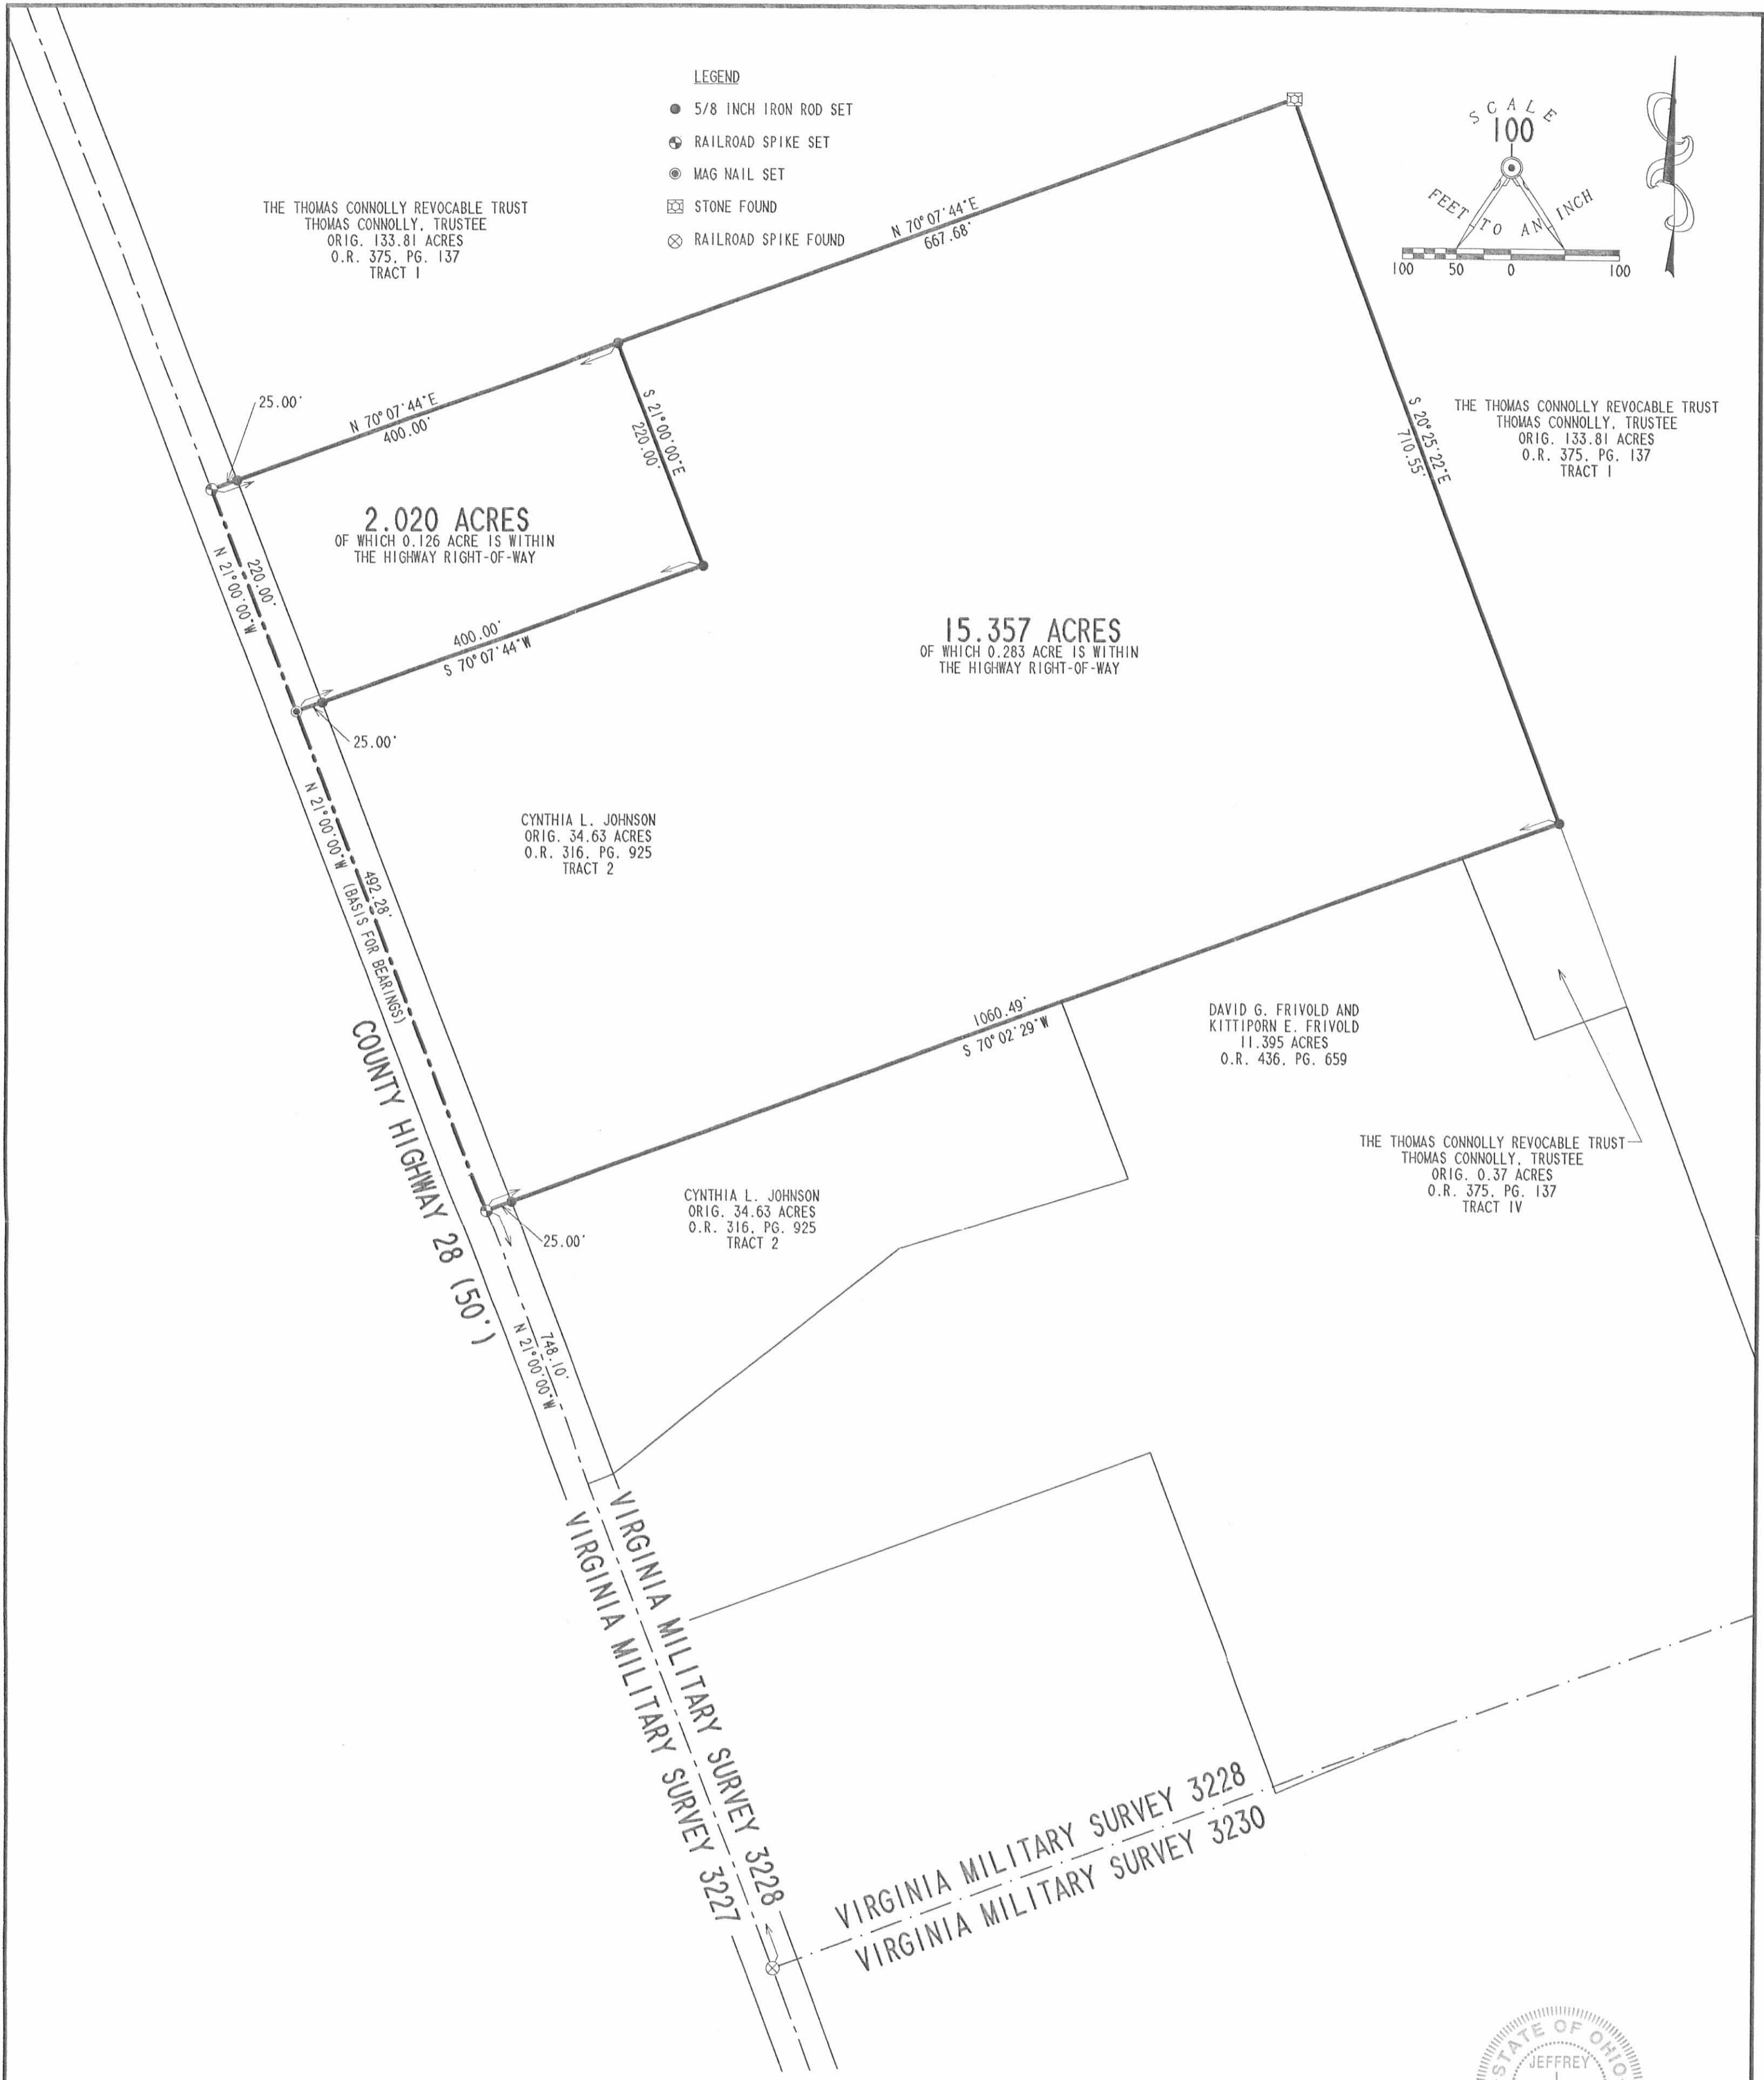 LEGEND
5/8 INCH IRON ROD SET
RAILROAD SPIKE SET
MAG NAIL SET
STONE FOUND
RAILROAD SPIKE FOUND
SCALE
100
FEET TO AN INCH
100 50 0 100
THE THOMAS CONNOLLY REVOCABLE TRUST
THOMAS CONNOLLY, TRUSTEE
ORIG. 133.81 ACRES
O.R. 375, PG. 137
TRACT I
N 70°07'44"E
667.68'
25.00'
N 70°07'44"E
400.00'
S 21°00'00"E
220.00'
S 20°25'22"E
710.55'
THE THOMAS CONNOLLY REVOCABLE TRUST
THOMAS CONNOLLY, TRUSTEE
ORIG. 133.81 ACRES
O.R. 375, PG. 137
TRACT I
2.020 ACRES
OF WHICH 0.126 ACRE IS WITHIN
THE HIGHWAY RIGHT-OF-WAY
220.00'
N 21°00'00"W
400.00'
S 70°07'44"W
15.357 ACRES
OF WHICH 0.283 ACRE IS WITHIN
THE HIGHWAY RIGHT-OF-WAY
25.00'
492.28'
N 21°00'00"W (BASIS FOR BEARINGS)
CYNTHIA L. JOHNSON
ORIG. 34.63 ACRES
O.R. 316, PG. 925
TRACT 2
1060.49'
S 70°02'29"W
DAVID G. FRIVOLD AND
KITTIPORN E. FRIVOLD
11.395 ACRES
O.R. 436, PG. 659
COUNTY HIGHWAY 28 (50')
THE THOMAS CONNOLLY REVOCABLE TRUST
THOMAS CONNOLLY, TRUSTEE
ORIG. 0.37 ACRES
O.R. 375, PG. 137
TRACT IV
CYNTHIA L. JOHNSON
ORIG. 34.63 ACRES
O.R. 316, PG. 925
TRACT 2
25.00'
748.10'
N 21°00'00"W
VIRGINIA MILITARY SURVEY 3228
VIRGINIA MILITARY SURVEY 3227
VIRGINIA MILITARY SURVEY 3228
VIRGINIA MILITARY SURVEY 3230
STATE OF OHIO
JEFFREY